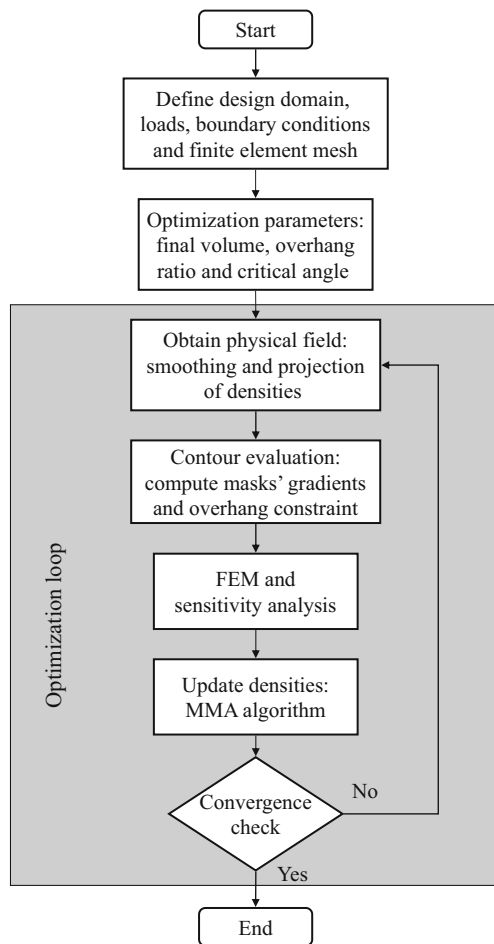 Start
Define design domain,
loads, boundary conditions
and finite element mesh
Optimization parameters:
final volume, overhang
ratio and critical angle
Obtain physical field:
smoothing and projection
of densities
Contour evaluation:
compute masks' gradients
and overhang constraint
FEM and
sensitivity analysis
Optimization loop
Update densities:
MMA algorithm
Convergence
check
No
Yes
End